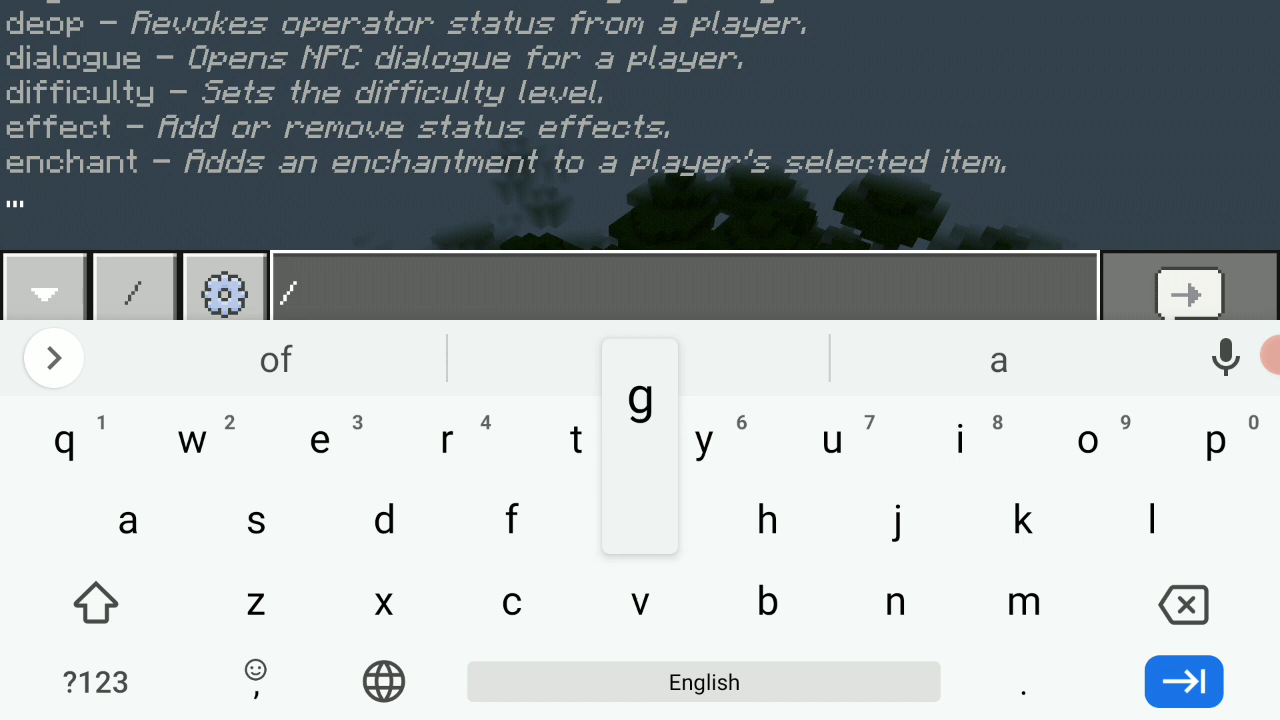 deop – Revokes operator status from a player.
dialogue – Opens NPC dialogue for a player.
difficulty – Sets the difficulty level.
effect – Add or remove status effects.
enchant – Adds an enchantment to a player's selected item.
...
/ /
of a
g
q 1 w 2 e 3 r 4 t y 6 u 7 i 8 o 9 p 0
a s d f h j k l
z x c v b n m
?123 , English .